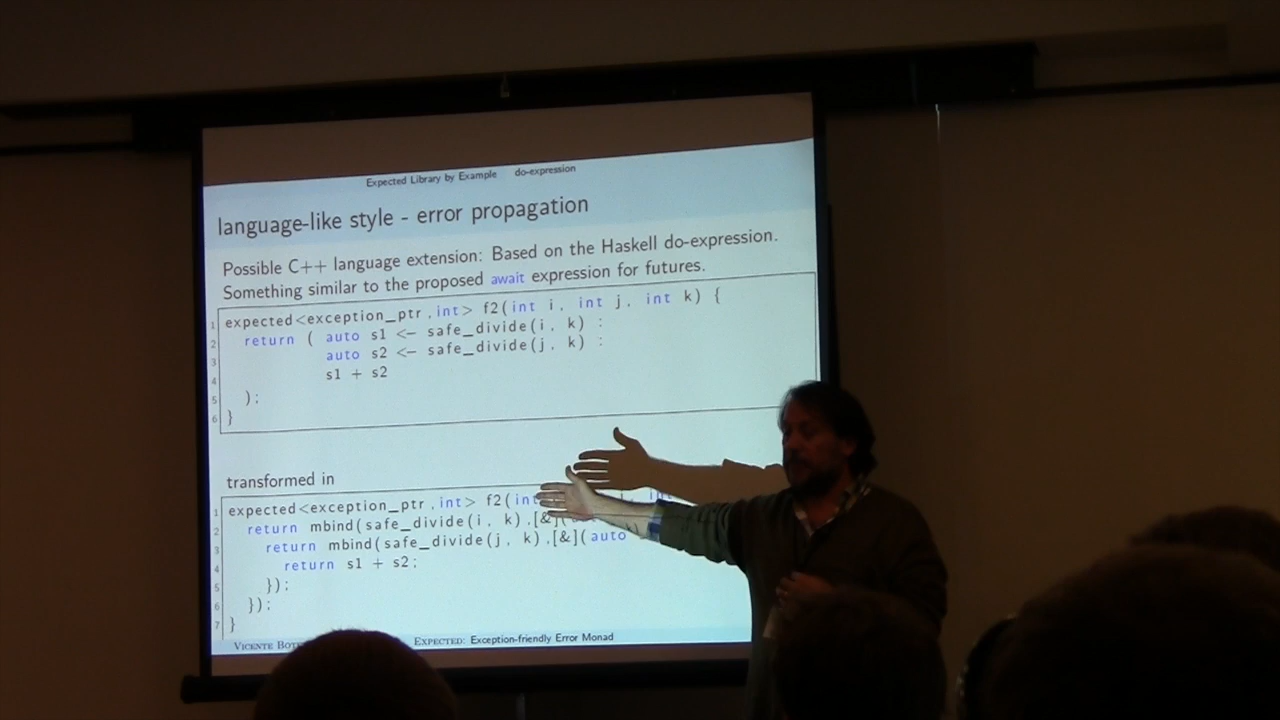 Expected Library by Example do-expression
language-like style - error propagation
Possible C++ language extension: Based on the Haskell do-expression.
Something similar to the proposed await expression for futures.
1 expected<exception_ptr,int> f2(int i, int j, int k) {
2 return ( auto s1 <- safe_divide(i, k) :
3 auto s2 <- safe_divide(j, k) :
4 s1 + s2
5 );
6 }
transformed in
1 expected<exception_ptr,int> f2(int
2 return mbind(safe_divide(i, k),[&](
3 return mbind(safe_divide(j, k),[&](auto
4 return s1 + s2;
5 });
6 });
7 }
VICENTE EXPECTED: Exception-friendly Error Monad